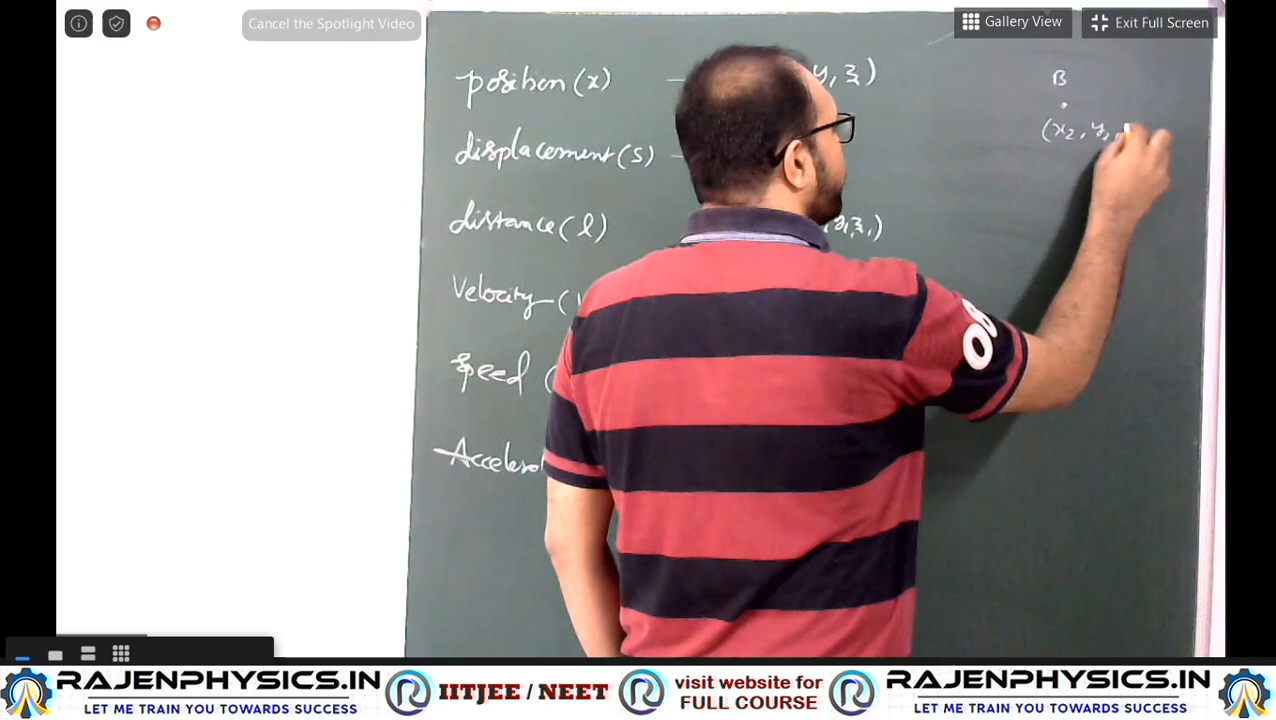 Cancel the Spotlight Video
Gallery View
Exit Full Screen
position (x) — y, z)
displacement (s) —
distance (l) y₁, z₁)
Velocity (
Speed (
B
(x₂, y₂,
08
RAJENPHYSICS.IN
LET ME TRAIN YOU TOWARDS SUCCESS
IITJEE / NEET
visit website for
FULL COURSE
RAJENPHYSICS.IN
LET ME TRAIN YOU TOWARDS SUCCESS